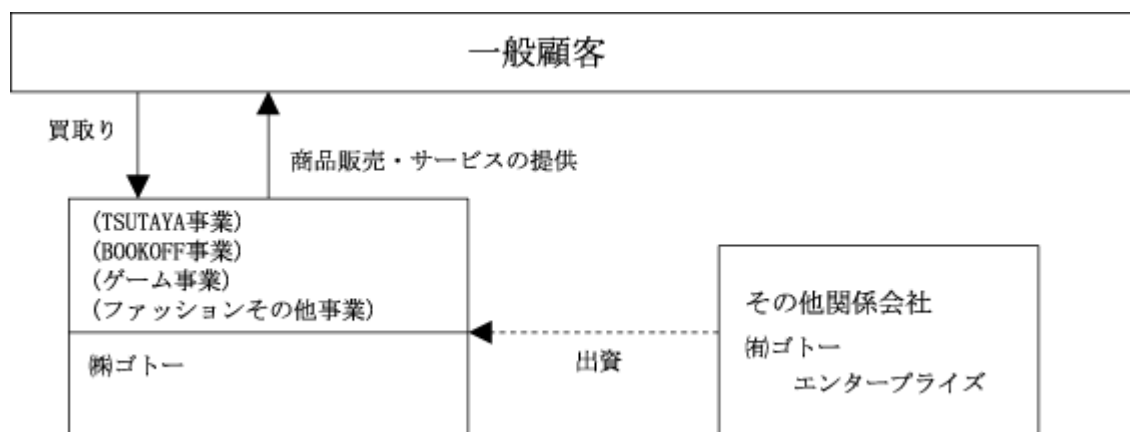 一般顧客
買取り
商品販売・サービスの提供
(TSUTAYA事業)
(BOOKOFF事業)
(ゲーム事業)
(ファッションその他事業)
㈱ゴトー
出資
その他関係会社
㈲ゴトー
エンタープライズ